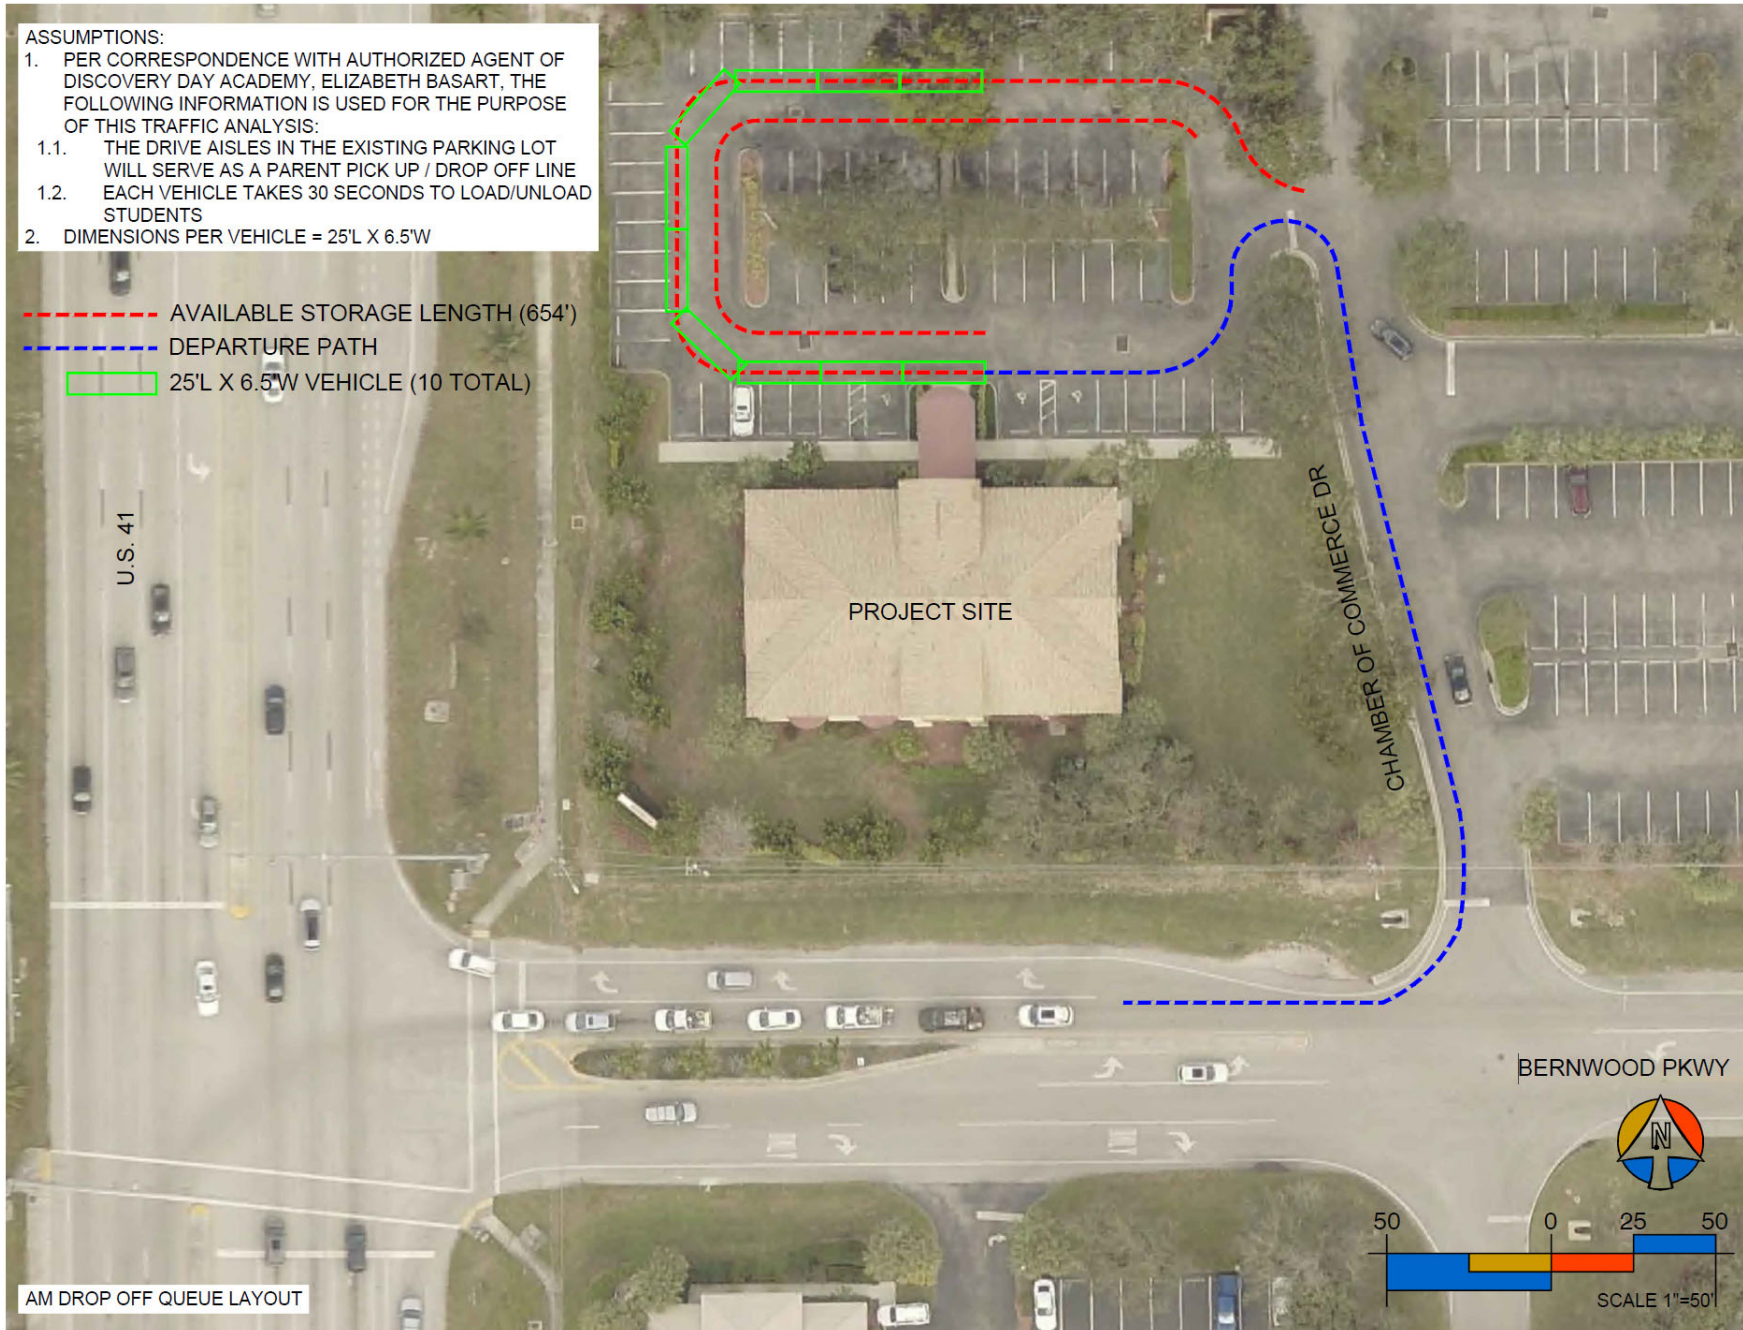 ASSUMPTIONS:
1. PER CORRESPONDENCE WITH AUTHORIZED AGENT OF
DISCOVERY DAY ACADEMY, ELIZABETH BASART, THE
FOLLOWING INFORMATION IS USED FOR THE PURPOSE
OF THIS TRAFFIC ANALYSIS:
1.1. THE DRIVE AISLES IN THE EXISTING PARKING LOT
WILL SERVE AS A PARENT PICK UP / DROP OFF LINE
1.2. EACH VEHICLE TAKES 30 SECONDS TO LOAD/UNLOAD
STUDENTS
2. DIMENSIONS PER VEHICLE = 25'L X 6.5'W
AVAILABLE STORAGE LENGTH (654')
DEPARTURE PATH
25'L X 6.5'W VEHICLE (10 TOTAL)
U.S. 41
PROJECT SITE
CHAMBER OF COMMERCE DR
BERNWOOD PKWY
N
50 0 25 50
SCALE 1"=50'
AM DROP OFF QUEUE LAYOUT